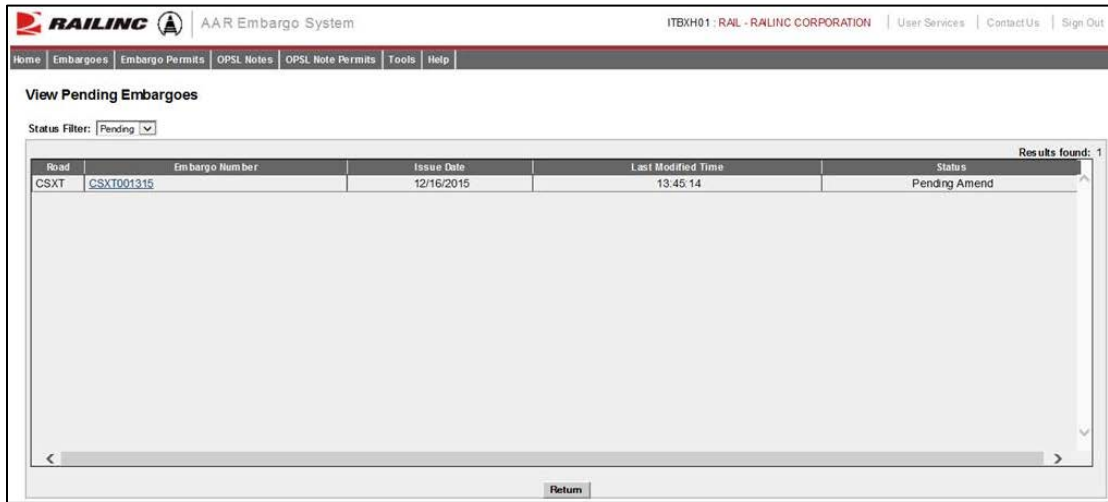 RAILINC AAR Embargo System ITBXH01 : RAIL - RAILINC CORPORATION | User Services | Contact Us | Sign Out
Home | Embargoes | Embargo Permits | OPSL Notes | OPSL Note Permits | Tools | Help
View Pending Embargoes
Status Filter: Pending
Results found: 1
Road Embargo Number Issue Date Last Modified Time Status
CSXT CSXT001315 12/16/2015 13:45:14 Pending Amend
Return